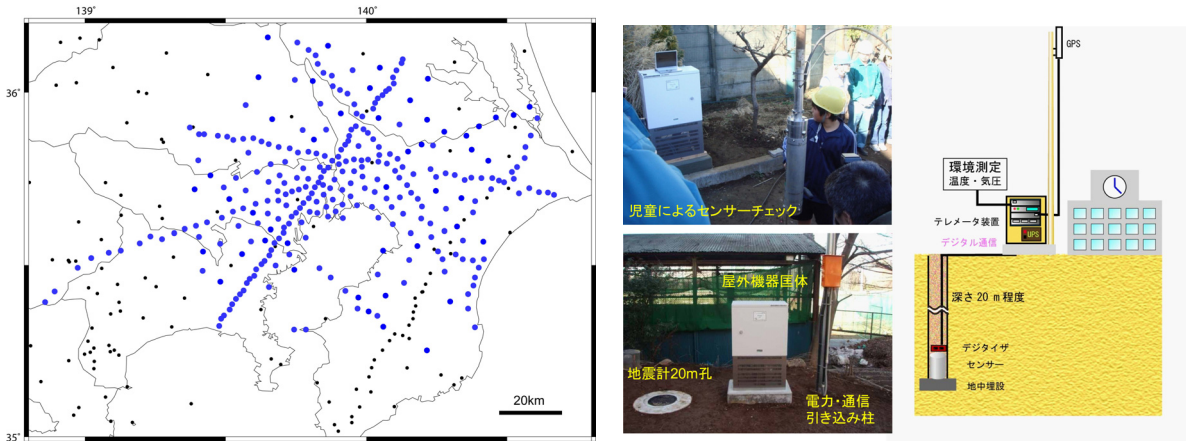 139°
140°
36°
35°
20km
児童によるセンサーチェック
屋外機器匡体
地震計20m孔
電力・通信
引き込み柱
GPS
環境測定
温度・気圧
テレメータ装置
UPS
デジタル通信
深さ 20 m 程度
デジタイザ
センサー
地中埋設